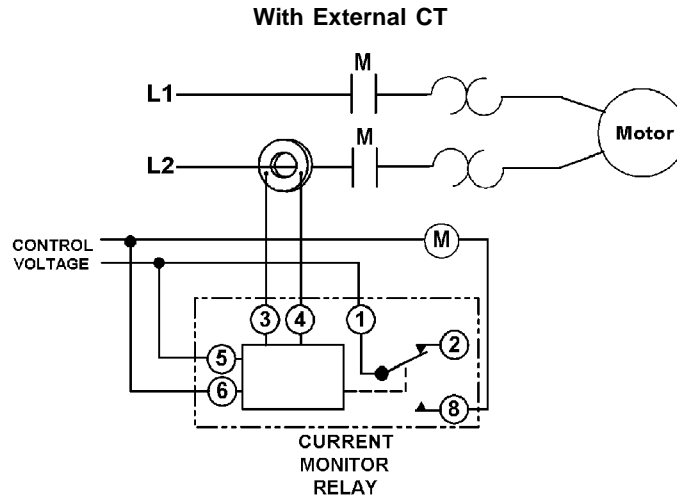 With External CT
M
L1
M
Motor
L2
CONTROL
VOLTAGE
M
3
4
1
2
5
6
8
CURRENT
MONITOR
RELAY